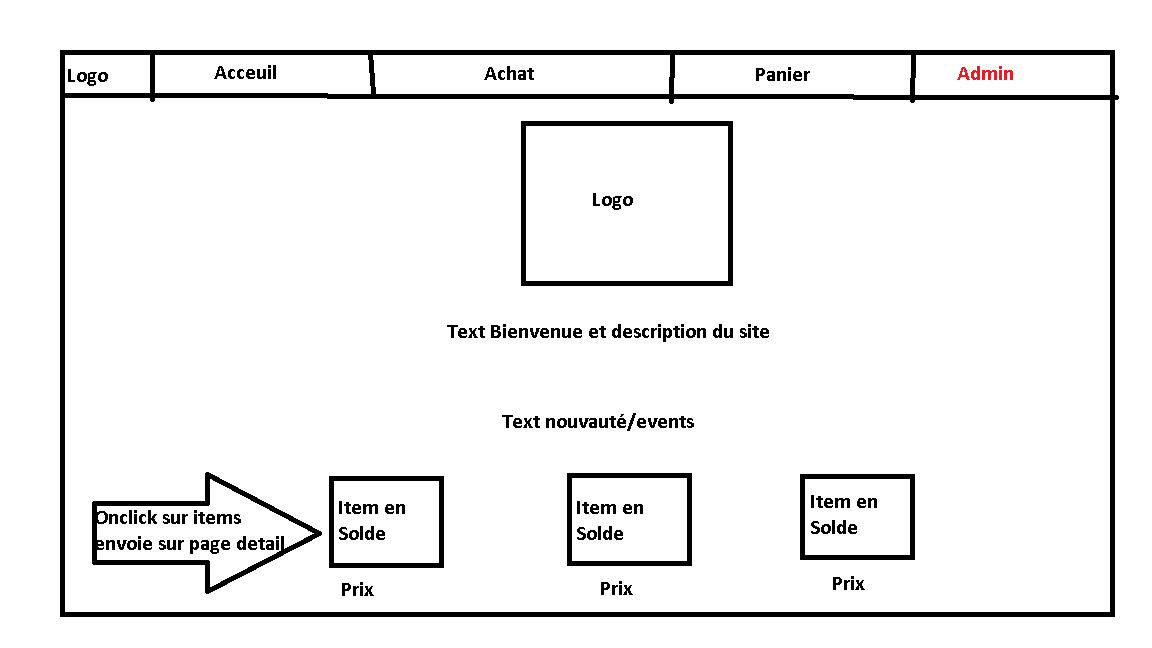 Logo
Acceuil
Achat
Panier
Admin
Logo
Text Bienvenue et description du site
Text nouvauté/events
Onclick sur items
envoie sur page detail
Item en
Solde
Prix
Item en
Solde
Prix
Item en
Solde
Prix